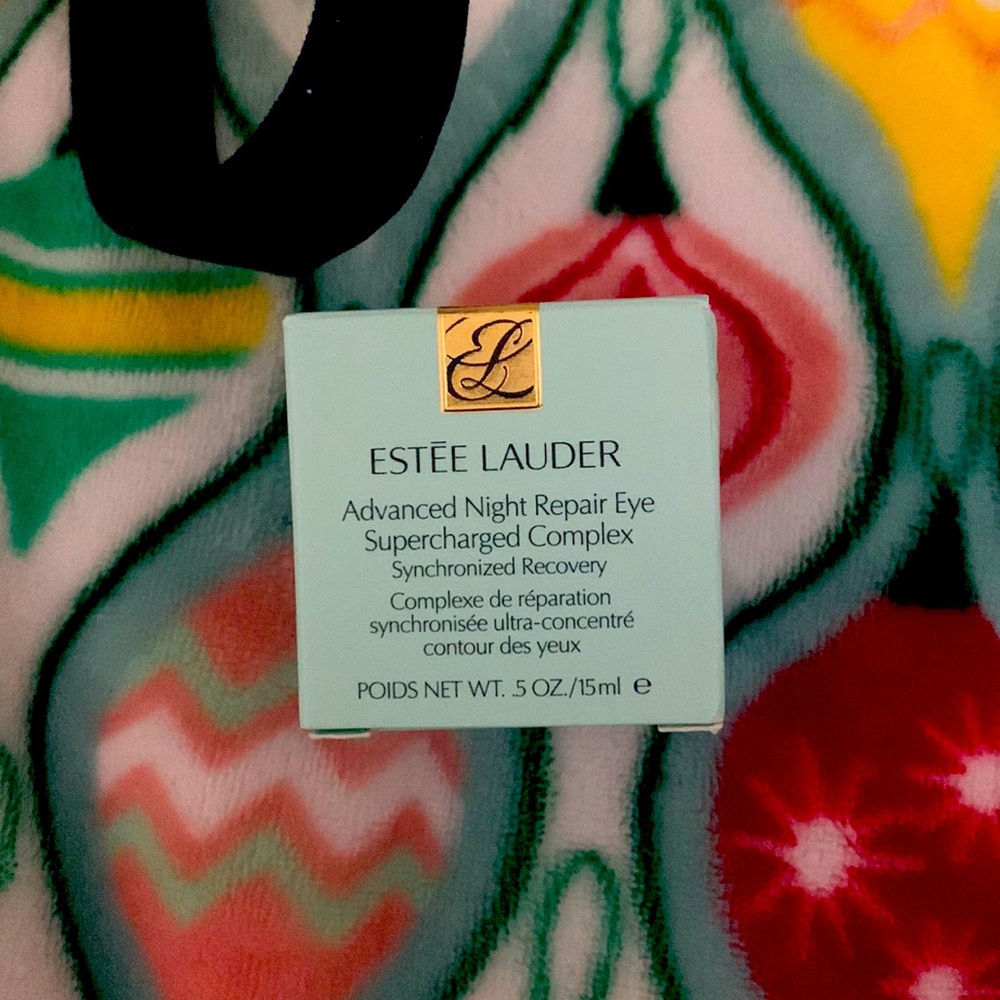 EL
ESTĒE LAUDER
Advanced Night Repair Eye
Supercharged Complex
Synchronized Recovery
Complexe de réparation
synchronisée ultra-concentré
contour des yeux
POIDS NET WT. .5 OZ./15ml ℮